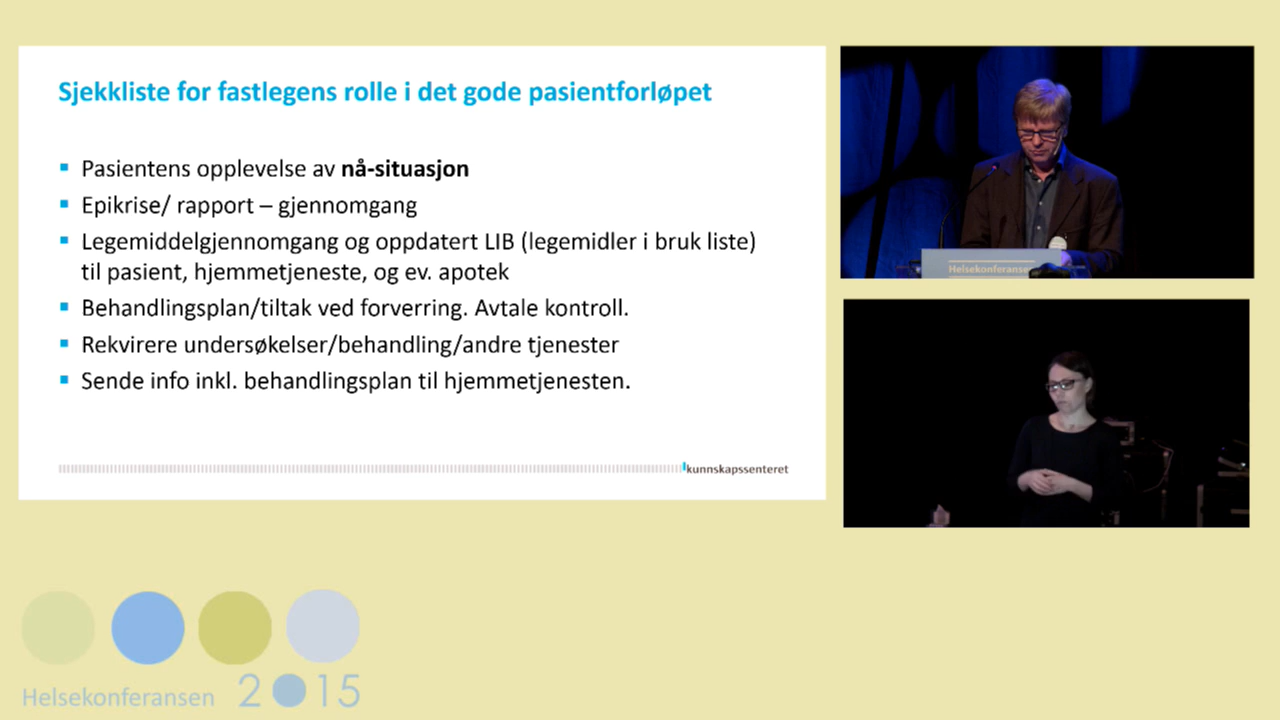 Sjekkliste for fastlegens rolle i det gode pasientforløpet
Pasientens opplevelse av nå-situasjon
Epikrise/ rapport – gjennomgang
Legemiddelgjennomgang og oppdatert LIB (legemidler i bruk liste)
til pasient, hjemmetjeneste, og ev. apotek
Behandlingsplan/tiltak ved forverring. Avtale kontroll.
Rekvirere undersøkelser/behandling/andre tjenester
Sende info inkl. behandlingsplan til hjemmetjenesten.
kunnskapssenteret
Helsekonferansen
Helsekonferansen 2015